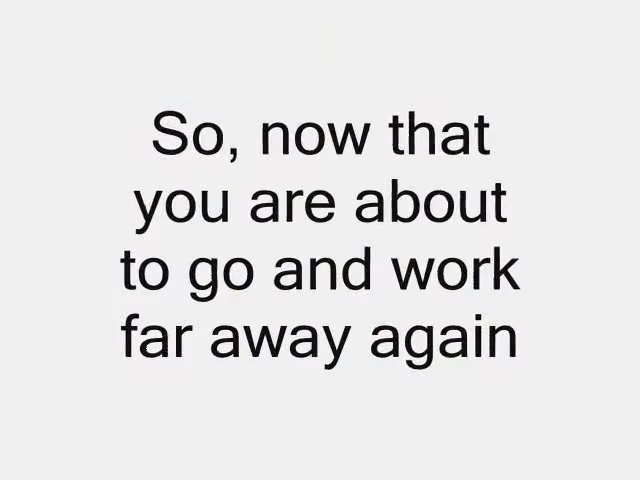 So, now that
you are about
to go and work
far away again